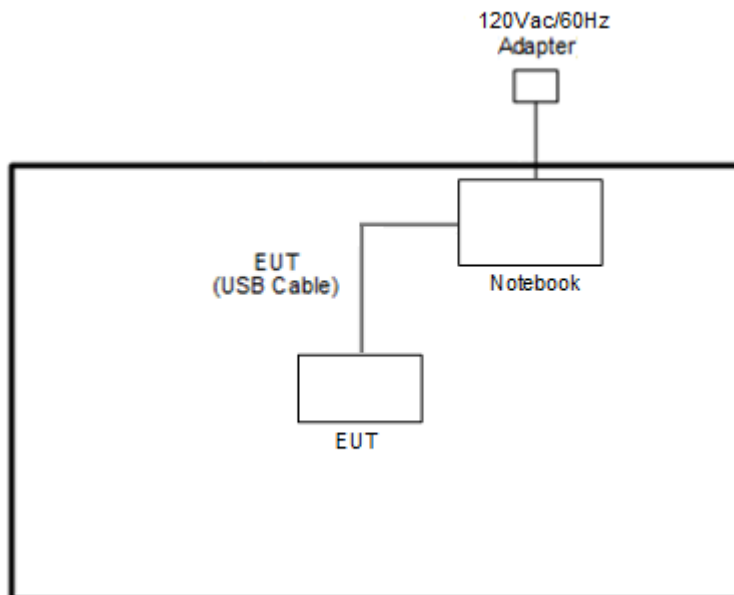 120Vac/60Hz
Adapter
EUT
(USB Cable)
Notebook
EUT